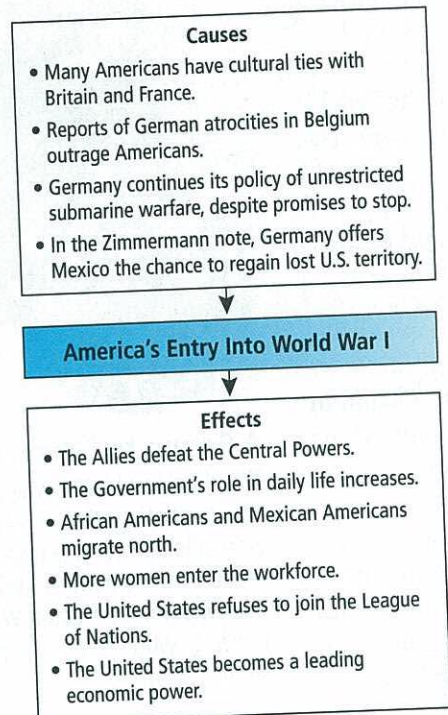 Causes
• Many Americans have cultural ties with
Britain and France.
• Reports of German atrocities in Belgium
outrage Americans.
• Germany continues its policy of unrestricted
submarine warfare, despite promises to stop.
• In the Zimmermann note, Germany offers
Mexico the chance to regain lost U.S. territory.
America's Entry Into World War I
Effects
• The Allies defeat the Central Powers.
• The Government's role in daily life increases.
• African Americans and Mexican Americans
migrate north.
• More women enter the workforce.
• The United States refuses to join the League
of Nations.
• The United States becomes a leading
economic power.